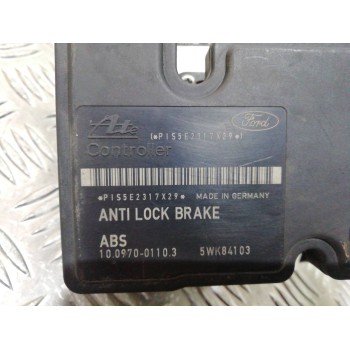 Ate
Ford
(●P1S5E2317X29●)
Controller
●P1S5E2317X29● MADE IN GERMANY
ANTI LOCK BRAKE
ABS
10.0970-0110.3 5WK84103